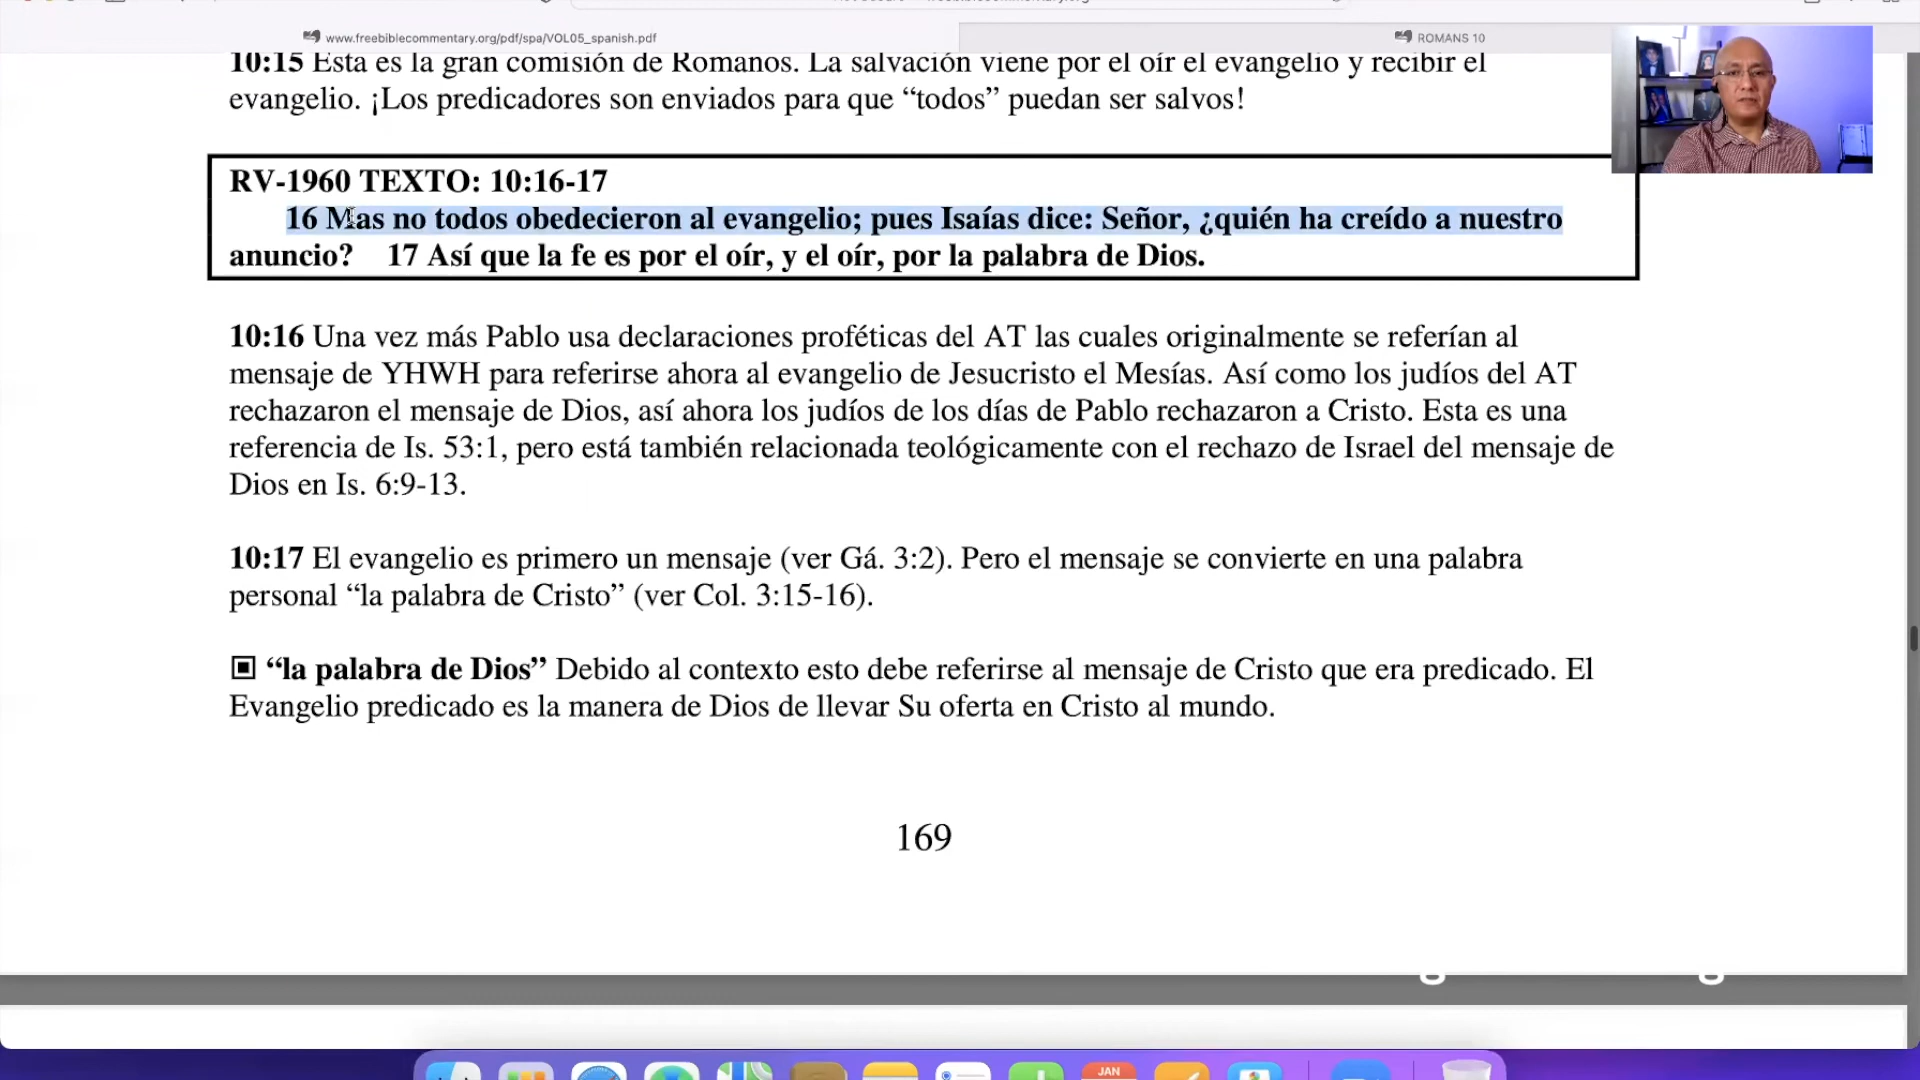 www.freebiblecommentary.org/pdf/spa/VOL05_spanish.pdf
ROMANS 10
10:15 Esta es la gran comisión de Romanos. La salvación viene por el oír el evangelio y recibir el
evangelio. ¡Los predicadores son enviados para que “todos” puedan ser salvos!
RV-1960 TEXTO: 10:16-17
16 Mas no todos obedecieron al evangelio; pues Isaías dice: Señor, ¿quién ha creído a nuestro
anuncio? 17 Así que la fe es por el oír, y el oír, por la palabra de Dios.
10:16 Una vez más Pablo usa declaraciones proféticas del AT las cuales originalmente se referían al
mensaje de YHWH para referirse ahora al evangelio de Jesucristo el Mesías. Así como los judíos del AT
rechazaron el mensaje de Dios, así ahora los judíos de los días de Pablo rechazaron a Cristo. Esta es una
referencia de Is. 53:1, pero está también relacionada teológicamente con el rechazo de Israel del mensaje de
Dios en Is. 6:9-13.
10:17 El evangelio es primero un mensaje (ver Gá. 3:2). Pero el mensaje se convierte en una palabra
personal “la palabra de Cristo” (ver Col. 3:15-16).
“la palabra de Dios” Debido al contexto esto debe referirse al mensaje de Cristo que era predicado. El
Evangelio predicado es la manera de Dios de llevar Su oferta en Cristo al mundo.
169
JAN